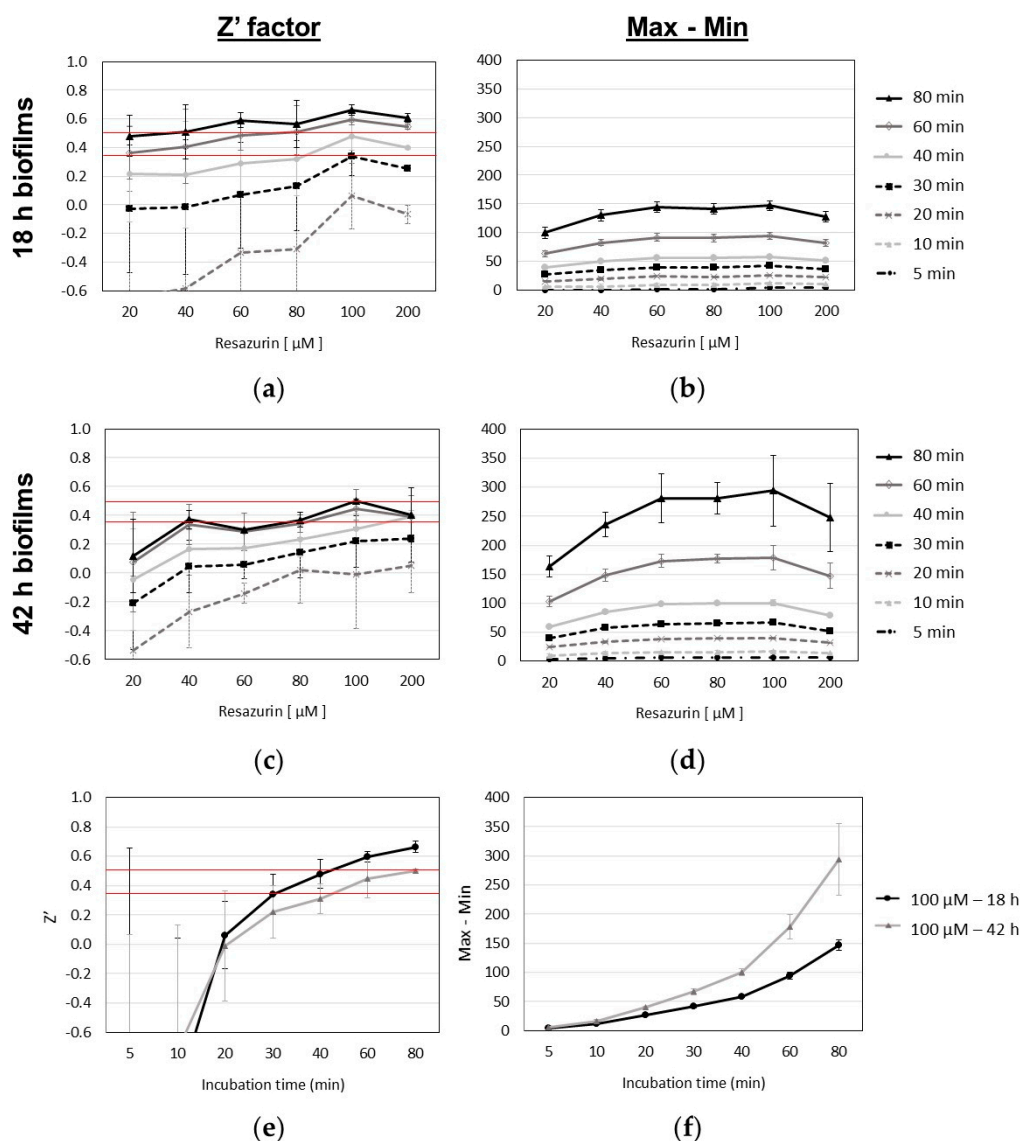 Z' factor
Max - Min
18 h biofilms
1.0
0.8
0.6
0.4
0.2
0.0
-0.2
-0.4
-0.6
20 40 60 80 100 200
Resazurin [ µM ]
(a)
400
350
300
250
200
150
100
50
0
20 40 60 80 100 200
Resazurin [ µM ]
(b)
80 min
60 min
40 min
30 min
20 min
10 min
5 min
42 h biofilms
1.0
0.8
0.6
0.4
0.2
0.0
-0.2
-0.4
-0.6
20 40 60 80 100 200
Resazurin [ µM ]
(c)
400
350
300
250
200
150
100
50
0
20 40 60 80 100 200
Resazurin [ µM ]
(d)
80 min
60 min
40 min
30 min
20 min
10 min
5 min
Z'
1.0
0.8
0.6
0.4
0.2
0.0
-0.2
-0.4
-0.6
5 10 20 30 40 60 80
Incubation time (min)
(e)
Max - Min
400
350
300
250
200
150
100
50
0
5 10 20 30 40 60 80
Incubation time (min)
(f)
100 µM – 18 h
100 µM – 42 h